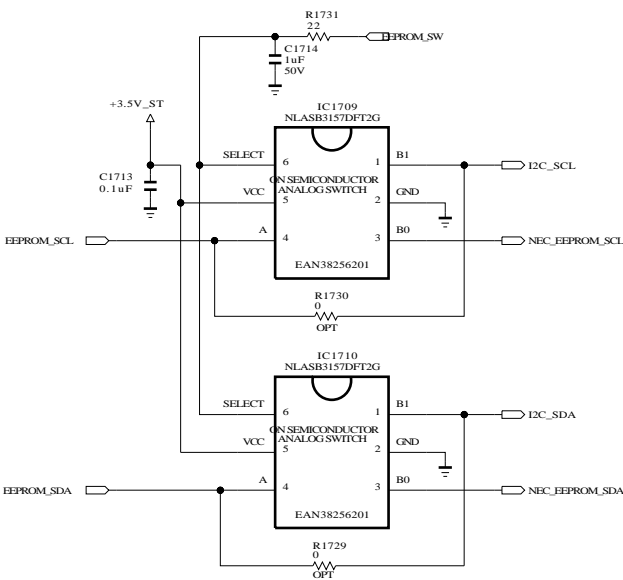 R1731
22
EEPROM_SW
C1714
1uF
50V
+3.5V_ST
IC1709
NLASB3157DFT2G
C1713
0.1uF
SELECT
6
1
B1
I2C_SCL
ON SEMICONDUCTOR
ANALOG SWITCH
VCC
5
2
GND
EEPROM_SCL
A
4
3
B0
NEC_EEPROM_SCL
EAN38256201
R1730
0
OPT
IC1710
NLASB3157DFT2G
SELECT
6
1
B1
I2C_SDA
ON SEMICONDUCTOR
ANALOG SWITCH
VCC
5
2
GND
EEPROM_SDA
A
4
3
B0
NEC_EEPROM_SDA
EAN38256201
R1729
0
OPT